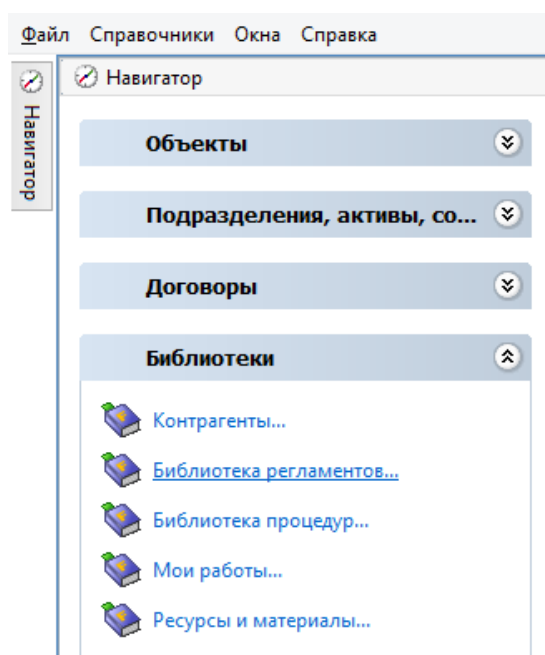 Файл Справочники Окна Справка
Навигатор
Навигатор
Объекты
Подразделения, активы, со...
Договоры
Библиотеки
Контрагенты...
Библиотека регламентов...
Библиотека процедур...
Мои работы...
Ресурсы и материалы...